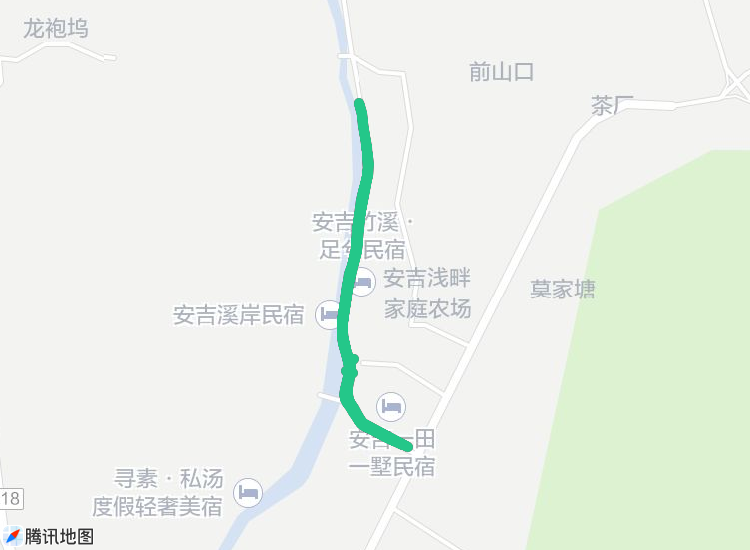 龙袍坞
前山口
茶厂
安吉竹溪·
足年民宿
安吉浅畔
家庭农场
莫家塘
安吉溪岸民宿
安吉一田
一墅民宿
寻素·私汤
度假轻奢美宿
18
腾讯地图